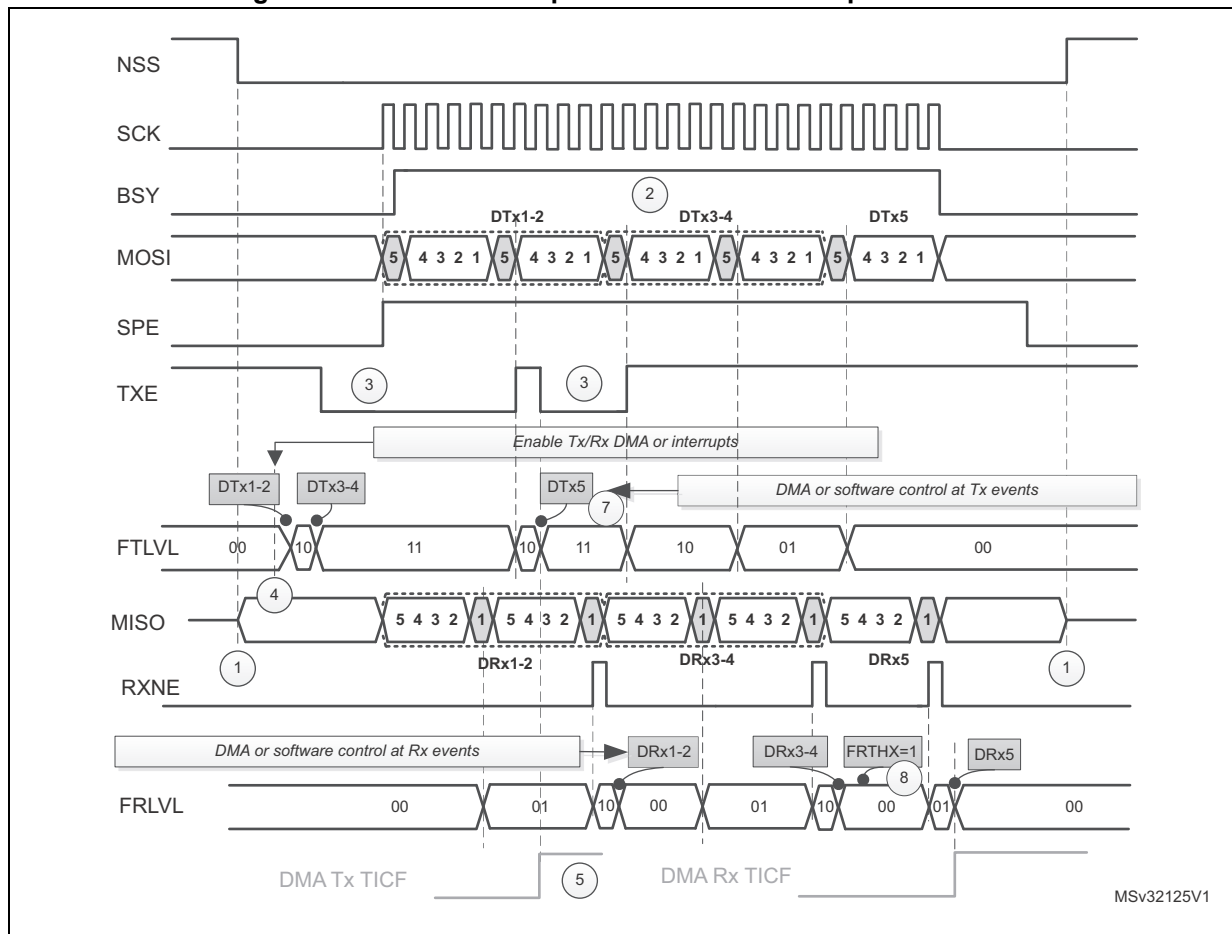 NSS
SCK
BSY
2
DTx1-2 DTx3-4 DTx5
MOSI 5 4 3 2 1 5 4 3 2 1 5 4 3 2 1 5 4 3 2 1 5 4 3 2 1
SPE
TXE 3 3
Enable Tx/Rx DMA or interrupts
DTx1-2 DTx3-4 DTx5 DMA or software control at Tx events
7
FTLVL 00 10 11 10 11 10 01 00
4
MISO 5 4 3 2 1 5 4 3 2 1 5 4 3 2 1 5 4 3 2 1 5 4 3 2 1
1 DRx1-2 DRx3-4 DRx5 1
RXNE
DMA or software control at Rx events DRx1-2 DRx3-4 FRTHX=1 DRx5
8
FRLVL 00 01 10 00 01 10 00 01 00
DMA Tx TICF 5 DMA Rx TICF
MSv32125V1